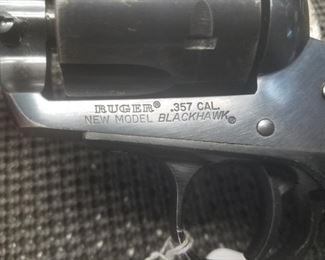 RUGER® .357 CAL.
NEW MODEL BLACKHAWK®